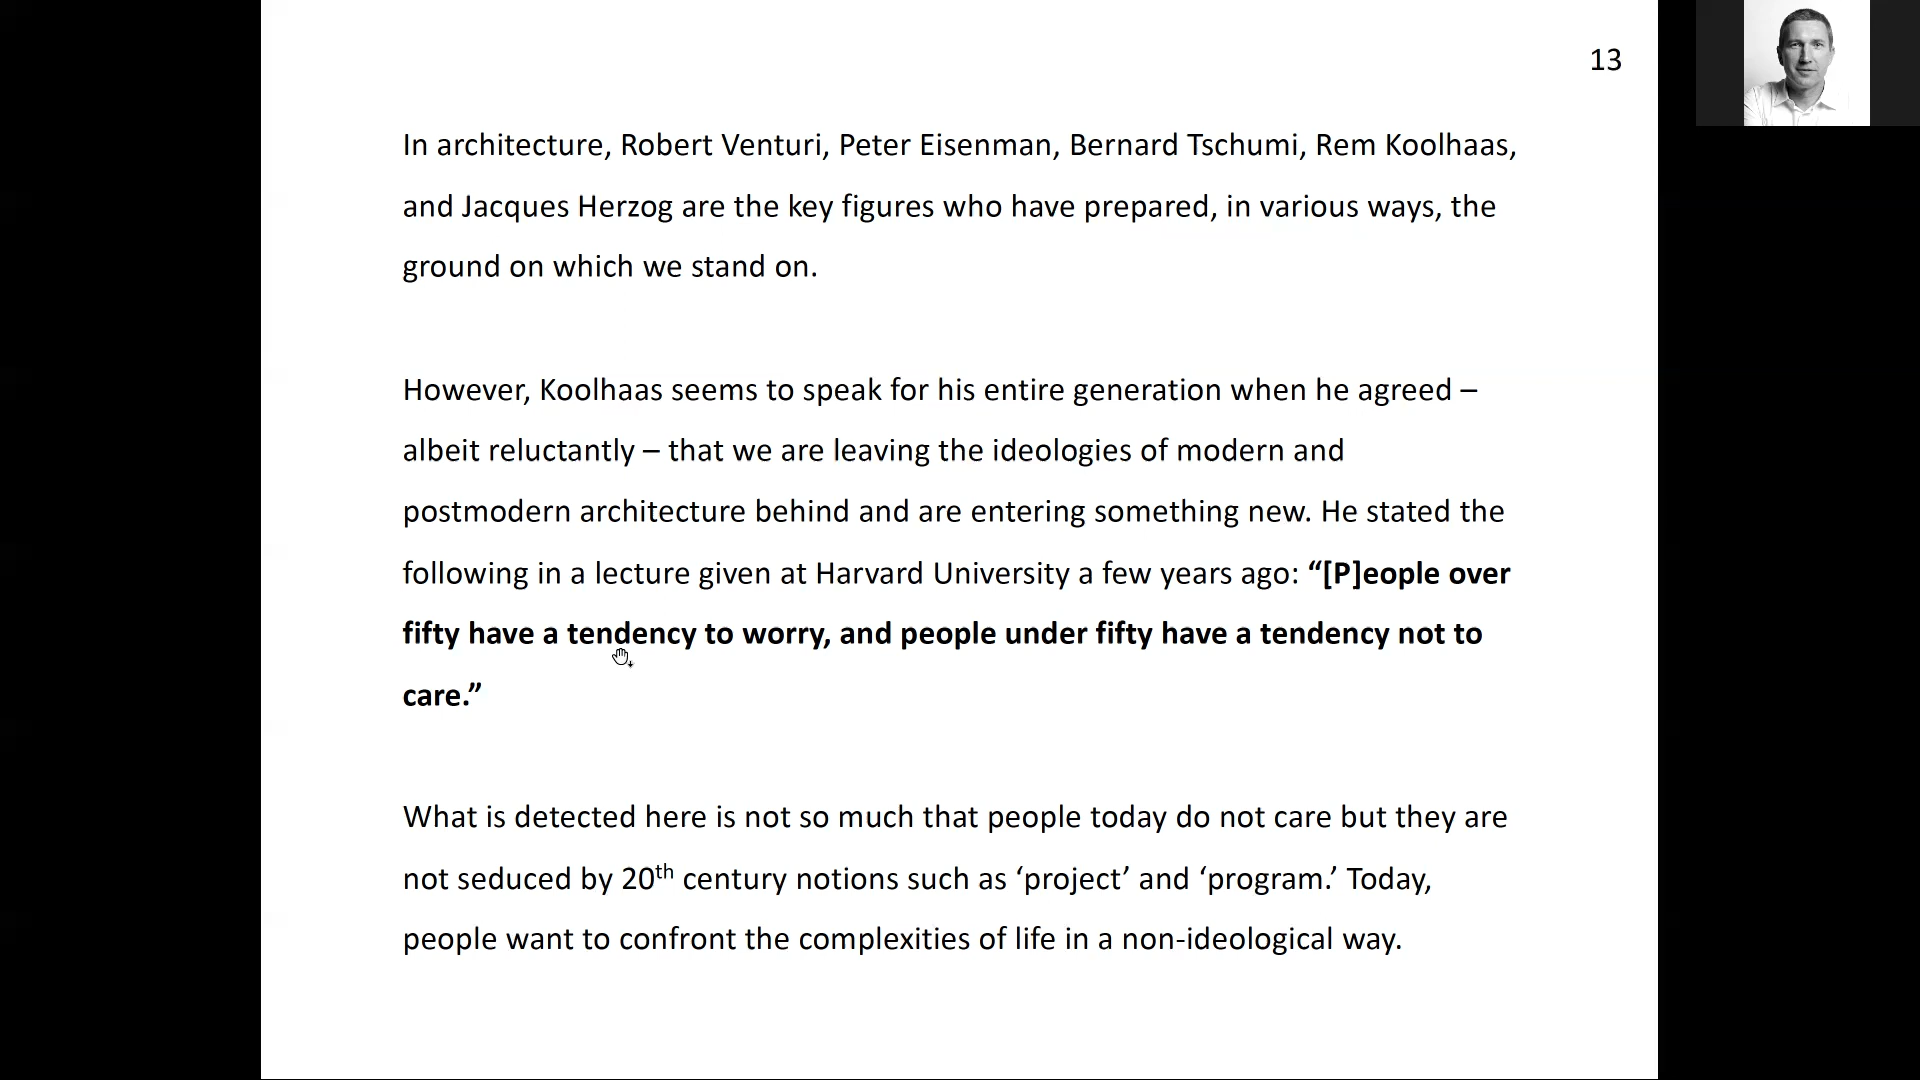 13
In architecture, Robert Venturi, Peter Eisenman, Bernard Tschumi, Rem Koolhaas,
and Jacques Herzog are the key figures who have prepared, in various ways, the
ground on which we stand on.
However, Koolhaas seems to speak for his entire generation when he agreed –
albeit reluctantly – that we are leaving the ideologies of modern and
postmodern architecture behind and are entering something new. He stated the
following in a lecture given at Harvard University a few years ago: “[P]eople over
fifty have a tendency to worry, and people under fifty have a tendency not to
care.”
What is detected here is not so much that people today do not care but they are
not seduced by 20th century notions such as ‘project’ and ‘program.’ Today,
people want to confront the complexities of life in a non-ideological way.